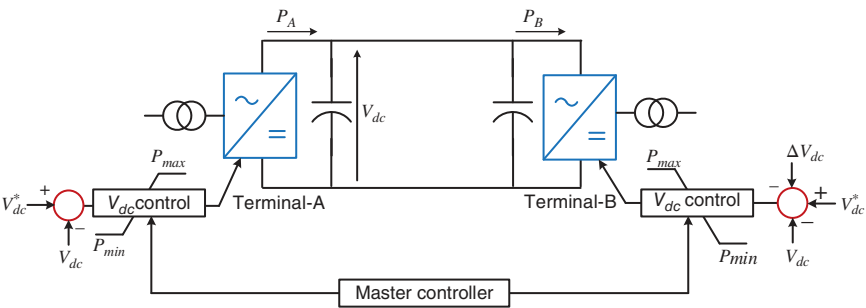 P_A
P_B
V_dc
P_max
V*_dc
+
−
V_dc control
P_min
V_dc
Terminal-A
Terminal-B
P_max
ΔV_dc
−
+
V*_dc
−
V_dc control
Pmin
V_dc
Master controller